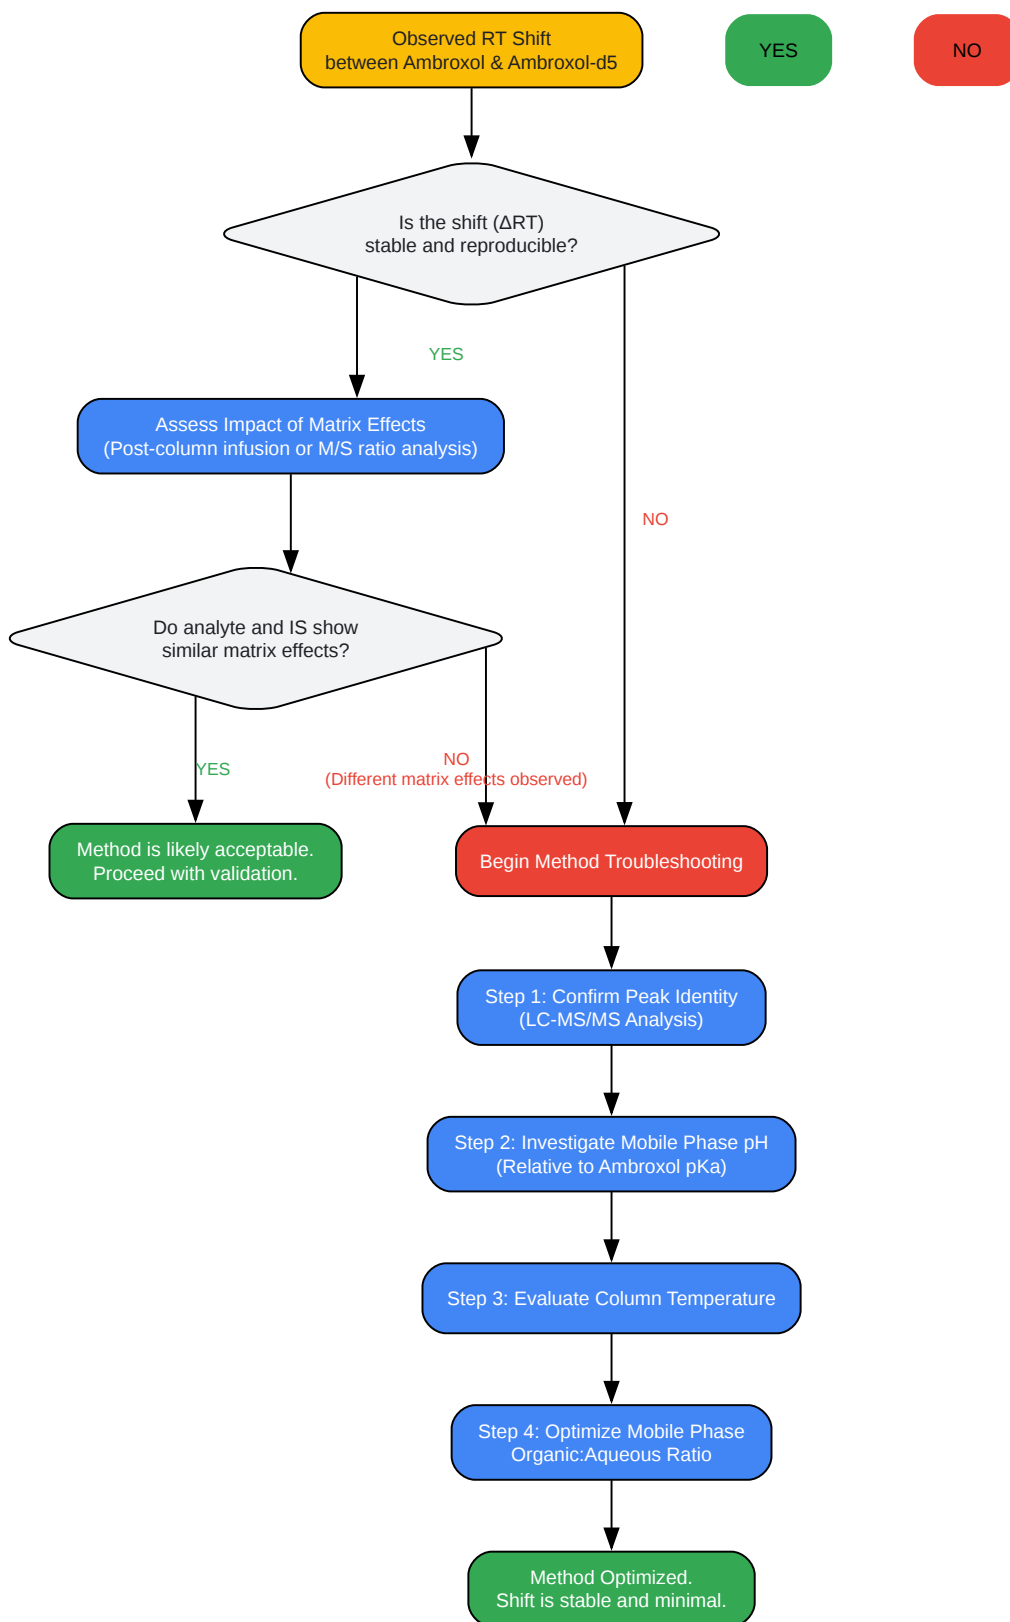 Observed RT Shift
between Ambroxol & Ambroxol-d5
YES
NO
Is the shift (ΔRT)
stable and reproducible?
YES
Assess Impact of Matrix Effects
(Post-column infusion or M/S ratio analysis)
NO
Do analyte and IS show
similar matrix effects?
YES
NO
(Different matrix effects observed)
Method is likely acceptable.
Proceed with validation.
Begin Method Troubleshooting
Step 1: Confirm Peak Identity
(LC-MS/MS Analysis)
Step 2: Investigate Mobile Phase pH
(Relative to Ambroxol pKa)
Step 3: Evaluate Column Temperature
Step 4: Optimize Mobile Phase
Organic:Aqueous Ratio
Method Optimized.
Shift is stable and minimal.